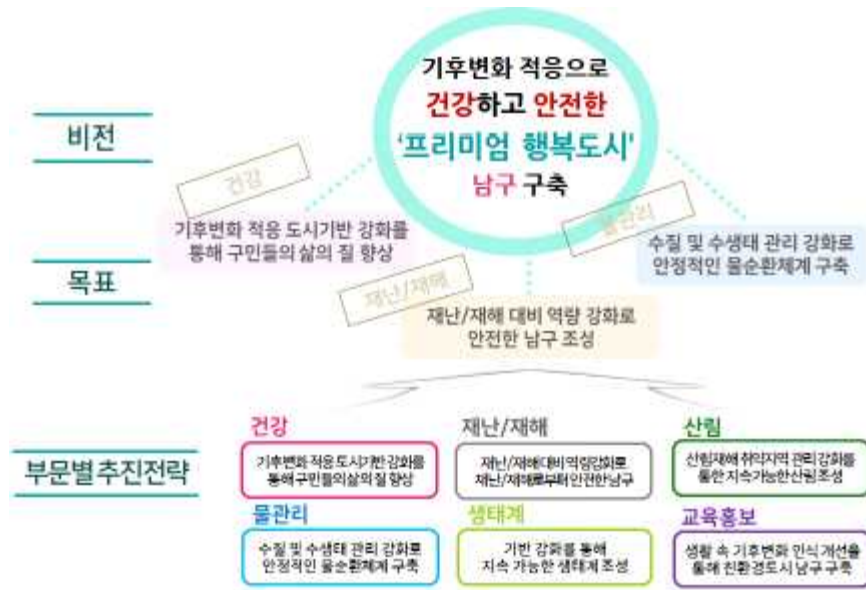 기후변화 적응으로
건강하고 안전한
'프리미엄 행복도시'
남구 구축
비전
건강
기후변화 적응 도시기반 강화를
통해 구민들의 삶의 질 향상
물관리
수질 및 수생태 관리 강화로
안정적인 물순환체계 구축
목표
재난/재해
재난/재해 대비 역량 강화로
안전한 남구 조성
부문별 추진전략
건강
기후변화 적응 도시기반 강화를
통해 구민들의 삶의 질 향상
재난/재해
재난/재해 대비 역량강화로
재난/재해로부터 안전한 남구
산림
산림재해 취약지역 관리 강화를
통한 지속가능한 산림 조성
물관리
수질 및 수생태 관리 강화로
안정적인 물순환체계 구축
생태계
기반 강화를 통해
지속 가능한 생태계 조성
교육홍보
생활 속 기후변화 인식 개선을
통해 친환경도시 남구 구축